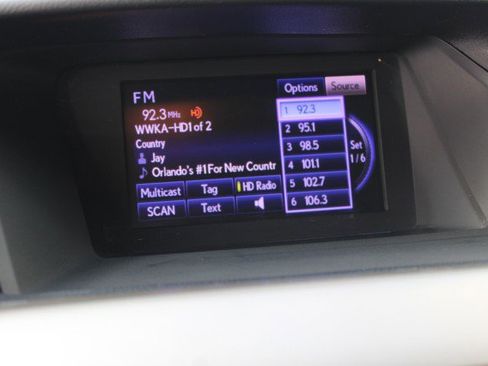 FM
Options Source
92.3 MHz
WWKA-HD1 of 2
Country
Jay
Orlando's #1 For New Countr
Multicast Tag HD Radio
SCAN Text
1 92.3
2 95.1
3 98.5
4 101.1
5 102.7
6 106.3
Set
1/6